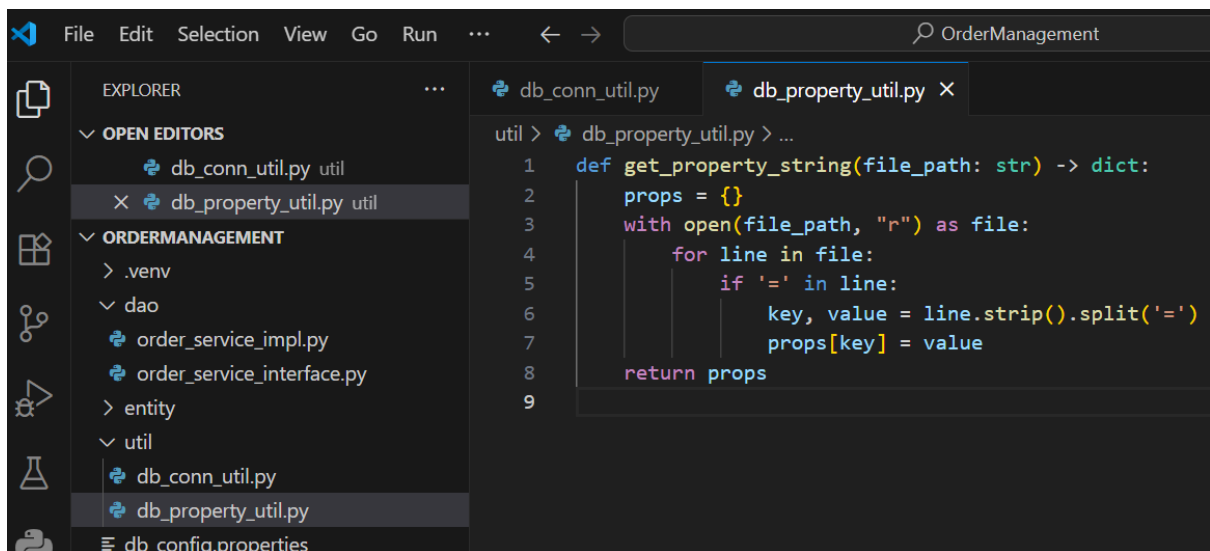 File Edit Selection View Go Run ··· ← → OrderManagement
EXPLORER ···
OPEN EDITORS
db_conn_util.py util
db_property_util.py util
ORDERMANAGEMENT
.venv
dao
order_service_impl.py
order_service_interface.py
entity
util
db_conn_util.py
db_property_util.py
db_config.properties
db_conn_util.py db_property_util.py
util > db_property_util.py > ...
1 def get_property_string(file_path: str) -> dict:
2     props = {}
3     with open(file_path, "r") as file:
4         for line in file:
5             if '=' in line:
6                 key, value = line.strip().split('=')
7                 props[key] = value
8     return props
9